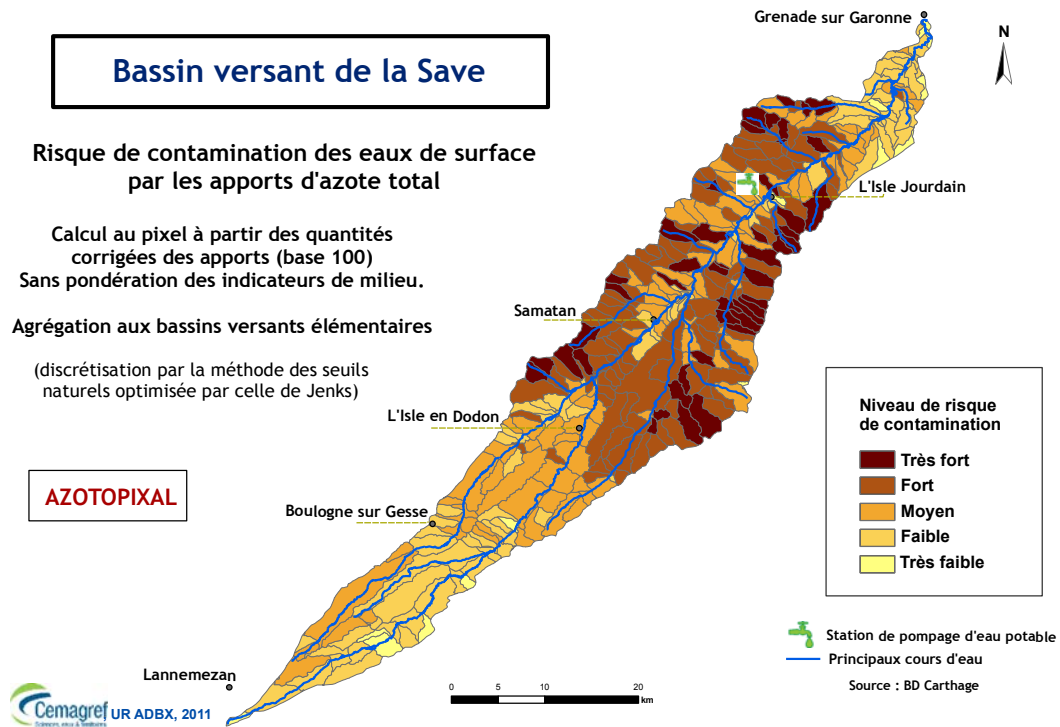 Bassin versant de la Save
Risque de contamination des eaux de surface
par les apports d'azote total
Calcul au pixel à partir des quantités
corrigées des apports (base 100)
Sans pondération des indicateurs de milieu.
Agrégation aux bassins versants élémentaires
(discrétisation par la méthode des seuils
naturels optimisée par celle de Jenks)
AZOTOPIXAL
Grenade sur Garonne
N
L'Isle Jourdain
Samatan
L'Isle en Dodon
Boulogne sur Gesse
Lannemezan
Niveau de risque
de contamination
Très fort
Fort
Moyen
Faible
Très faible
Station de pompage d'eau potable
Principaux cours d'eau
Source : BD Carthage
0 5 10 20
km
Cemagref
Sciences, eaux & territoires
UR ADBX, 2011